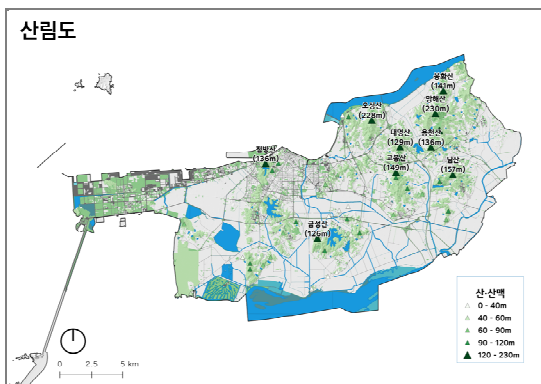 산림도
봉화산
(141m)
망해산
(230m)
오성산
(228m)
대명산
(129m)
용천산
(136m)
고봉산
(149m)
남산
(157m)
점방산
(136m)
금성산
(126m)
산·산맥
0 - 40m
40 - 60m
60 - 90m
90 - 120m
120 - 230m
0 2.5 5 km